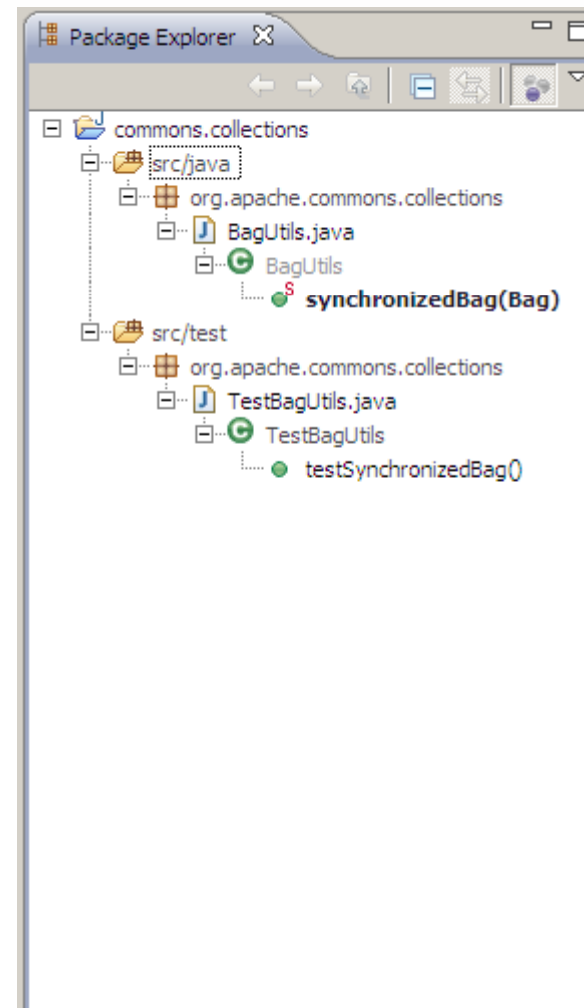 Package Explorer
commons.collections
src/java
org.apache.commons.collections
J BagUtils.java
C BagUtils
S synchronizedBag(Bag)
src/test
org.apache.commons.collections
J TestBagUtils.java
C TestBagUtils
testSynchronizedBag()